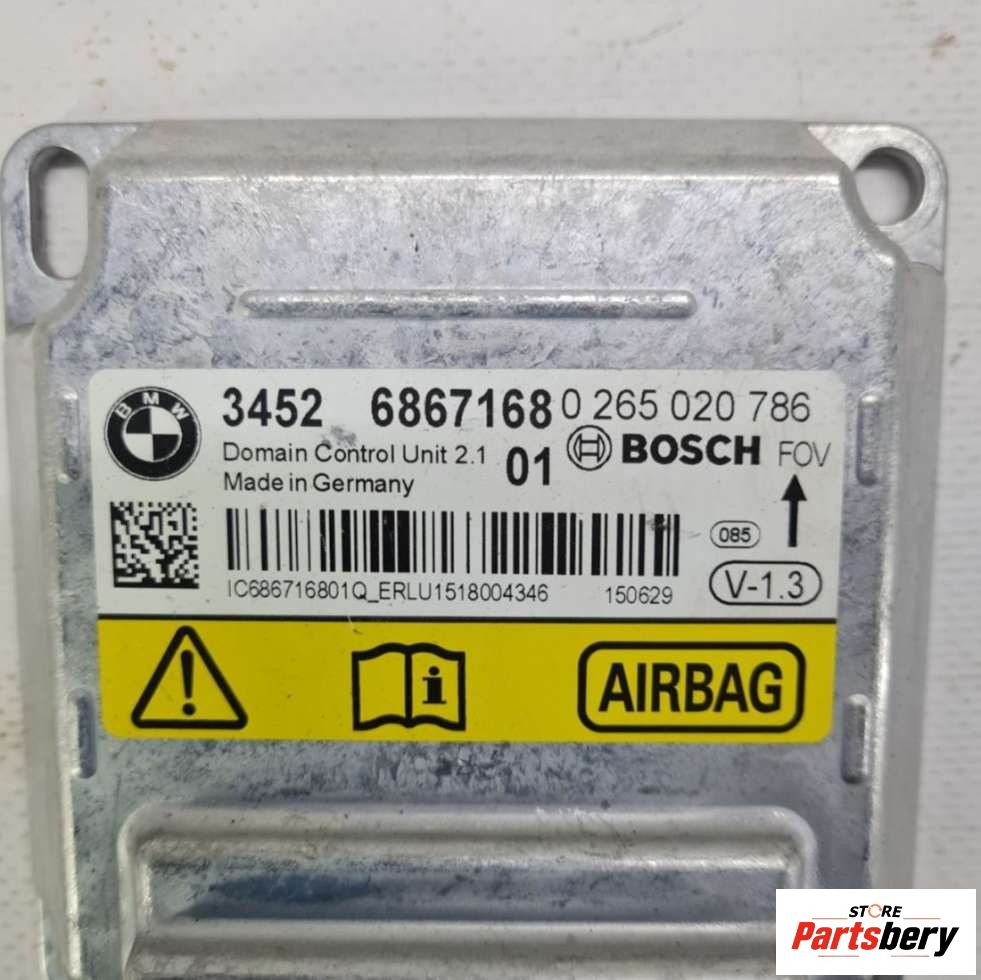 BMW
3452 6867168 0 265 020 786
Domain Control Unit 2.1 01 BOSCH FOV
Made in Germany
085
IC686716801Q_ERLU1518004346 150629 V-1.3
i
AIRBAG
STORE
Partsbery